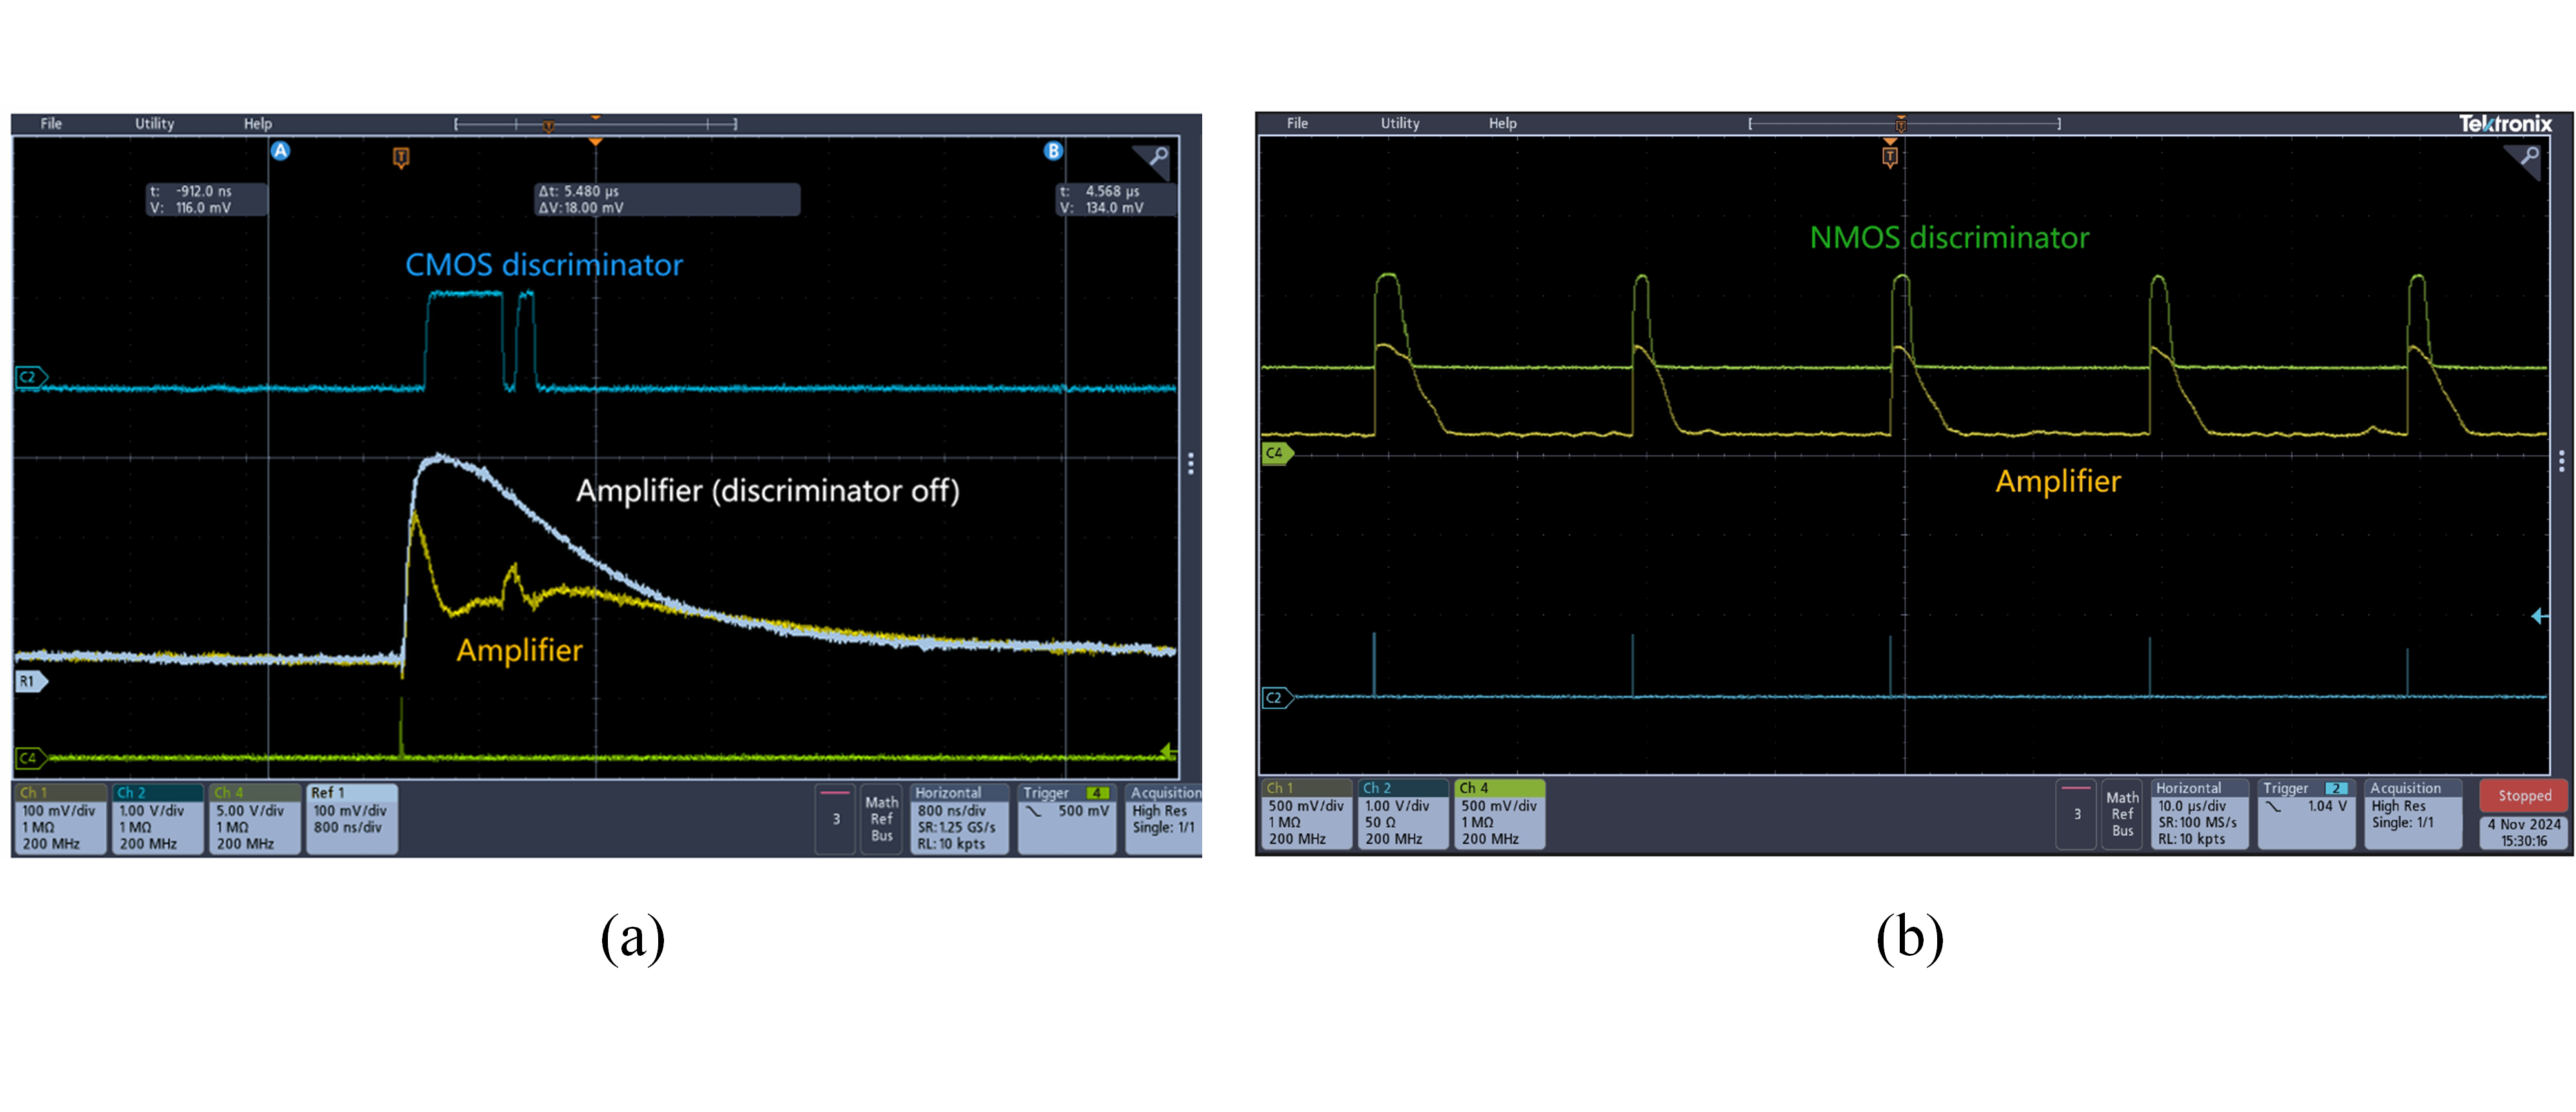 File Utility Help
A T B
t: -912.0 ns
V: 116.0 mV
Δt: 5.480 µs
ΔV: 18.00 mV
t: 4.568 µs
V: 134.0 mV
CMOS discriminator
C2
Amplifier (discriminator off)
Amplifier
R1
C4
Ch 1
100 mV/div
1 MΩ
200 MHz
Ch 2
1.00 V/div
1 MΩ
200 MHz
Ch 4
5.00 V/div
1 MΩ
200 MHz
Ref 1
100 mV/div
800 ns/div
3
Math
Ref
Bus
Horizontal
800 ns/div
SR: 1.25 GS/s
RL: 10 kpts
Trigger 4
500 mV
Acquisition
High Res
Single: 1/1
(a)
File Utility Help
Tektronix
T
NMOS discriminator
C4
Amplifier
C2
Ch 1
500 mV/div
1 MΩ
200 MHz
Ch 2
1.00 V/div
50 Ω
200 MHz
Ch 4
500 mV/div
1 MΩ
200 MHz
3
Math
Ref
Bus
Horizontal
10.0 µs/div
SR: 100 MS/s
RL: 10 kpts
Trigger 2
1.04 V
Acquisition
High Res
Single: 1/1
Stopped
4 Nov 2024
15:30:16
(b)